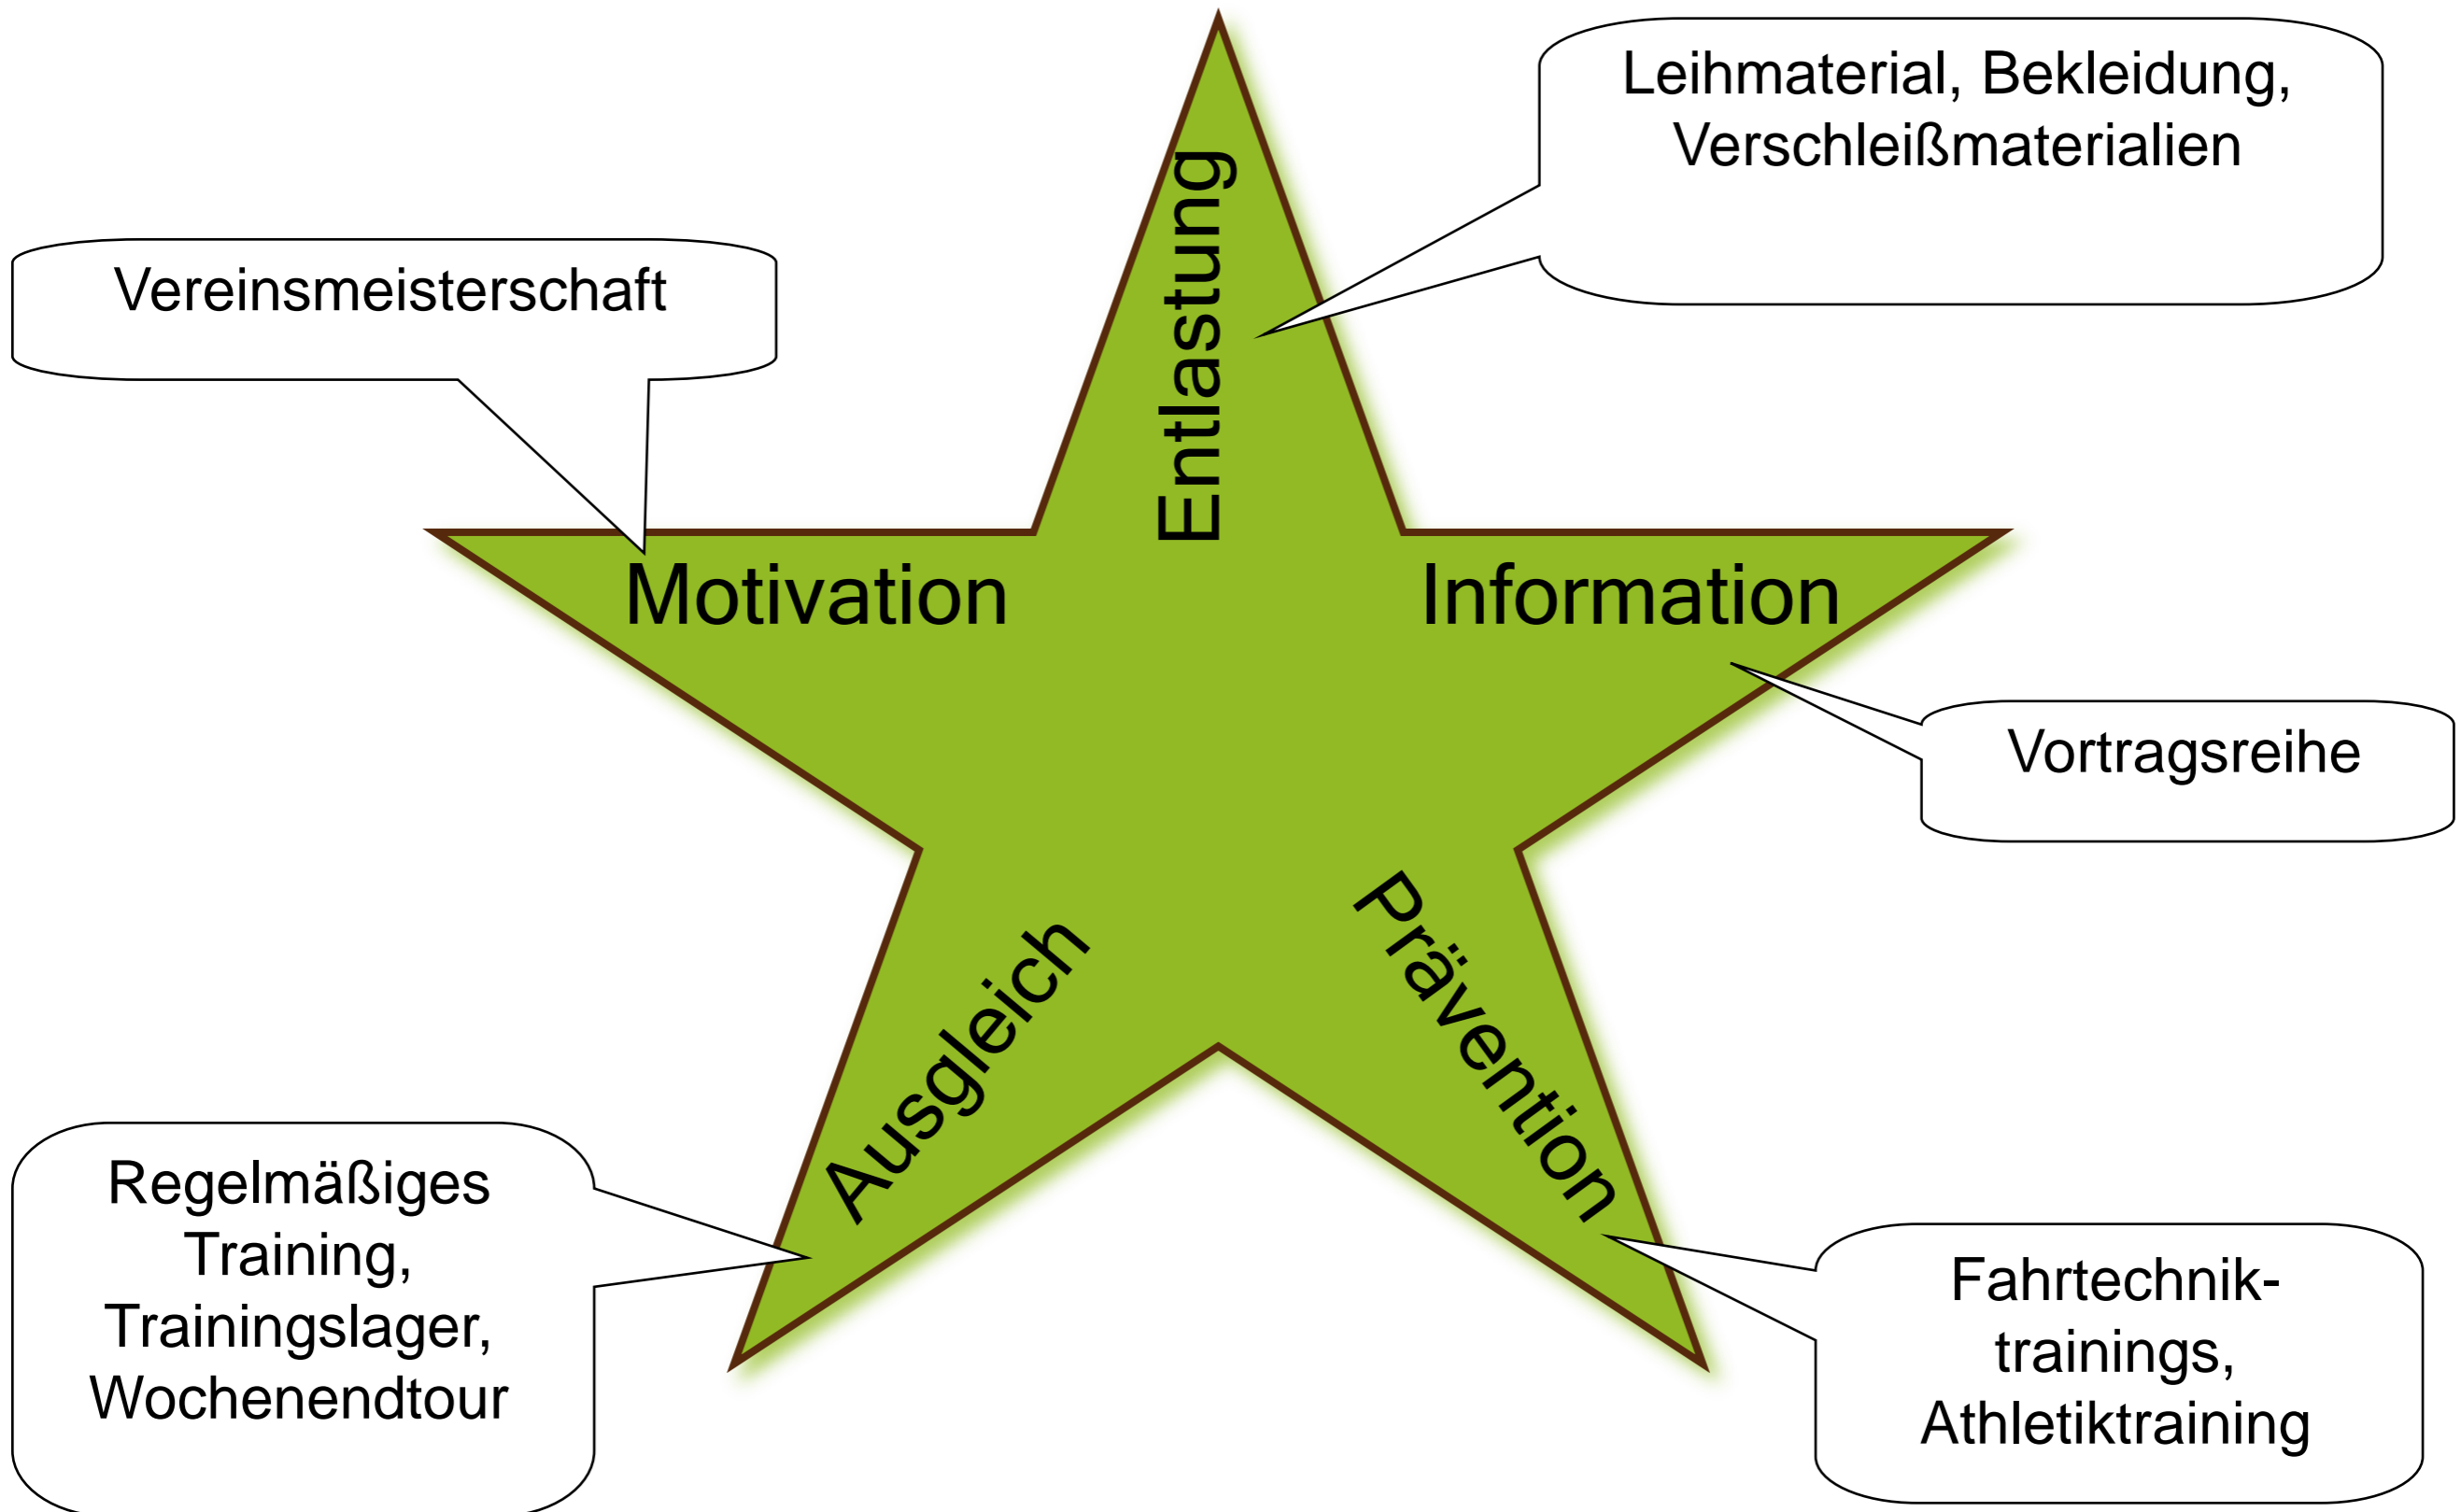 Leihmaterial, Bekleidung,
Verschleißmaterialien
Entlastung
Vereinsmeisterschaft
Motivation
Information
Vortragsreihe
Ausgleich
Prävention
Regelmäßiges
Training,
Trainingslager,
Wochenendtour
Fahrtechnik-
trainings,
Athletiktraining